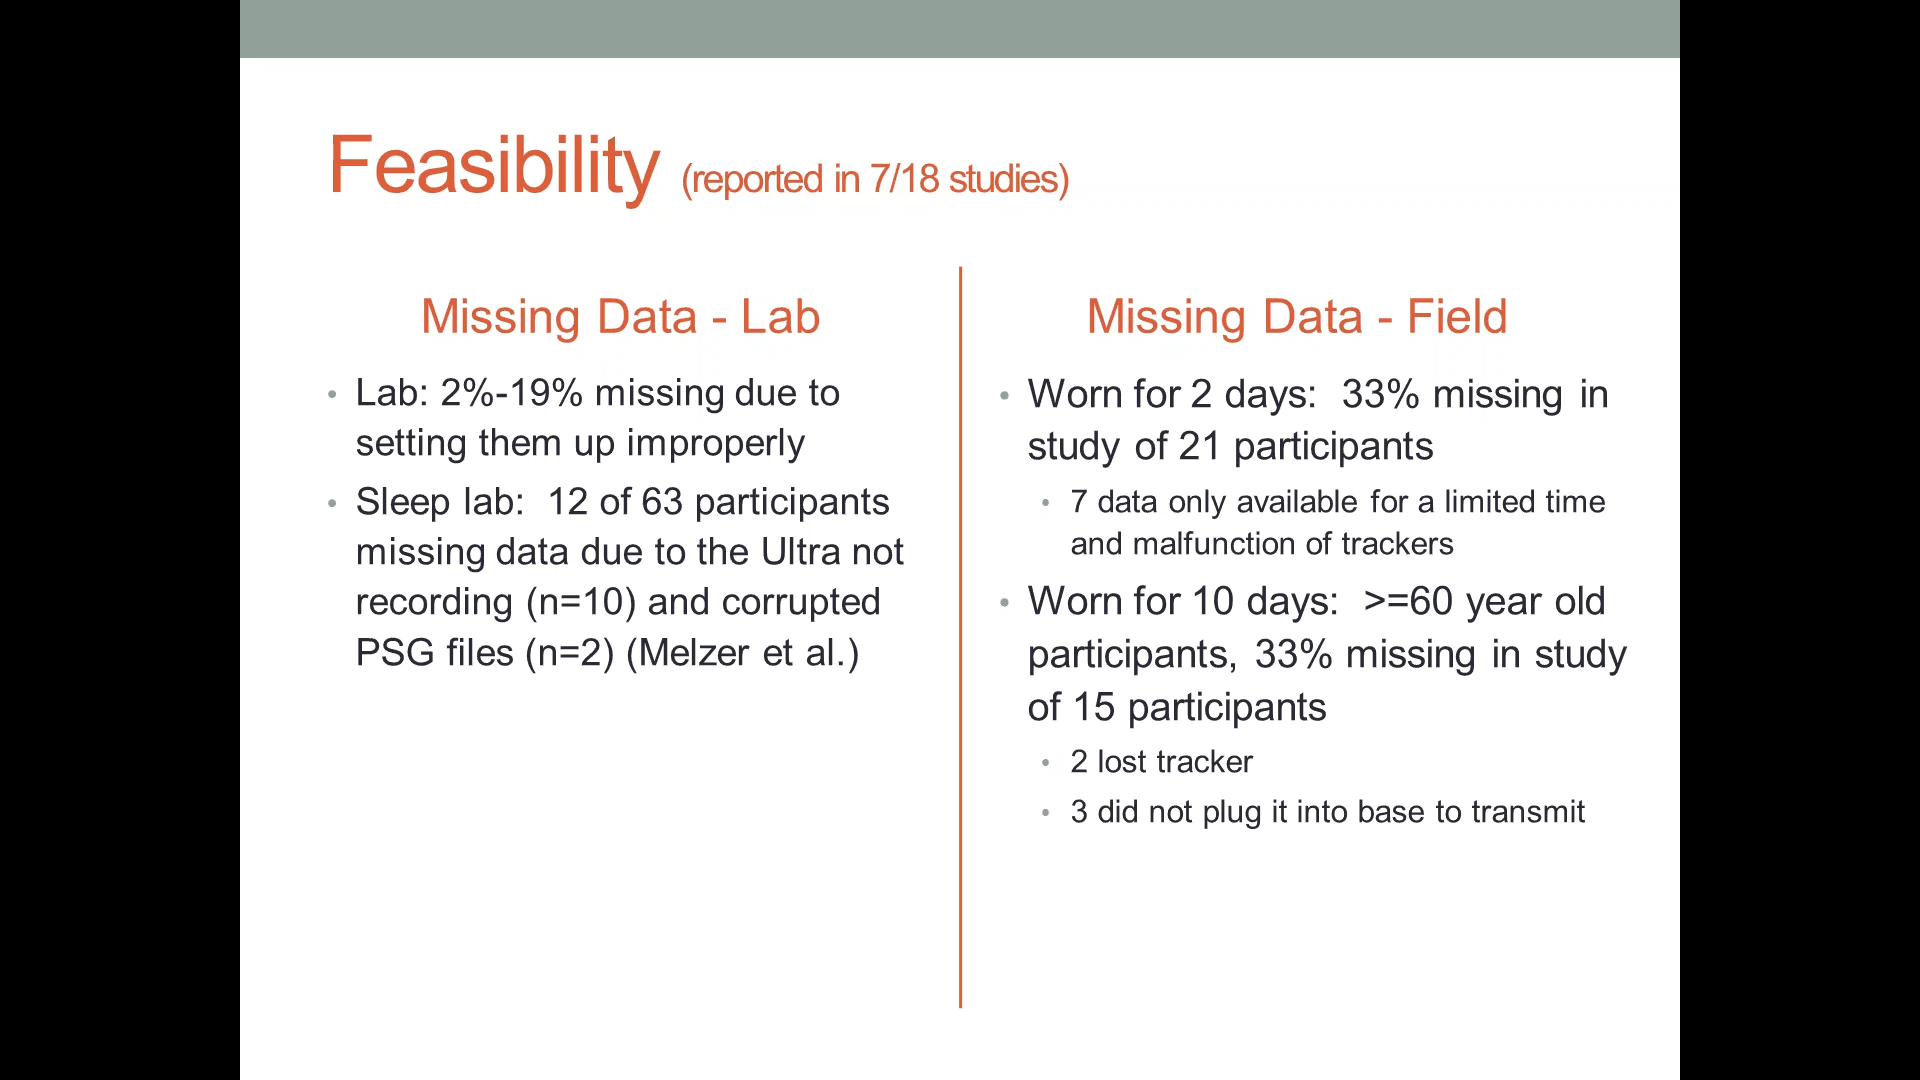 Feasibility (reported in 7/18 studies)
Missing Data - Lab
• Lab: 2%-19% missing due to
setting them up improperly
• Sleep lab: 12 of 63 participants
missing data due to the Ultra not
recording (n=10) and corrupted
PSG files (n=2) (Melzer et al.)
Missing Data - Field
• Worn for 2 days: 33% missing in
study of 21 participants
• 7 data only available for a limited time
and malfunction of trackers
• Worn for 10 days: >=60 year old
participants, 33% missing in study
of 15 participants
• 2 lost tracker
• 3 did not plug it into base to transmit